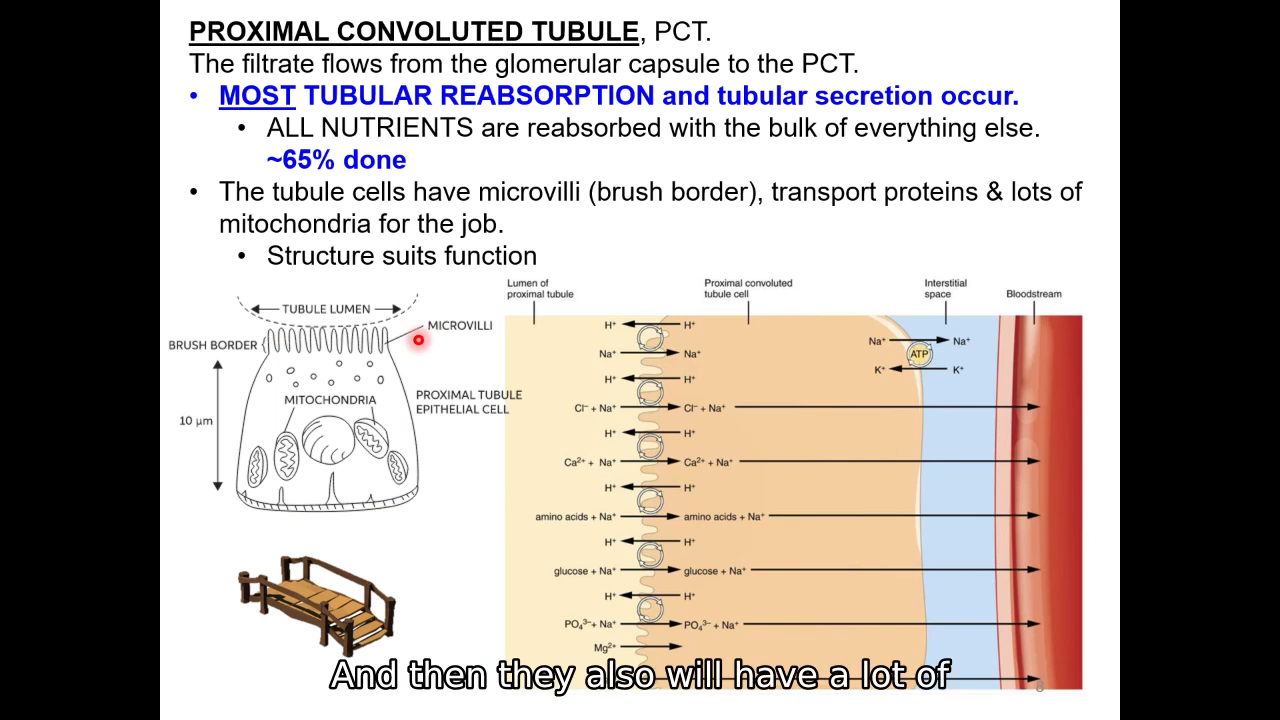 PROXIMAL CONVOLUTED TUBULE, PCT.
The filtrate flows from the glomerular capsule to the PCT.
• MOST TUBULAR REABSORPTION and tubular secretion occur.
• ALL NUTRIENTS are reabsorbed with the bulk of everything else.
~65% done
• The tubule cells have microvilli (brush border), transport proteins & lots of
mitochondria for the job.
• Structure suits function
TUBULE LUMEN
MICROVILLI
BRUSH BORDER
MITOCHONDRIA
PROXIMAL TUBULE
EPITHELIAL CELL
10 µm
Lumen of
proximal tubule
Proximal convoluted
tubule cell
Interstitial
space
Bloodstream
H⁺ H⁺
Na⁺ Na⁺
Na⁺ Na⁺
ATP
K⁺ K⁺
H⁺ H⁺
Cl⁻ + Na⁺ Cl⁻ + Na⁺
H⁺ H⁺
Ca²⁺ + Na⁺ Ca²⁺ + Na⁺
H⁺ H⁺
amino acids + Na⁺ amino acids + Na⁺
H⁺ H⁺
glucose + Na⁺ glucose + Na⁺
H⁺ H⁺
PO₄³⁻ + Na⁺ PO₄³⁻ + Na⁺
Mg²⁺
And then they also will have a lot of
8